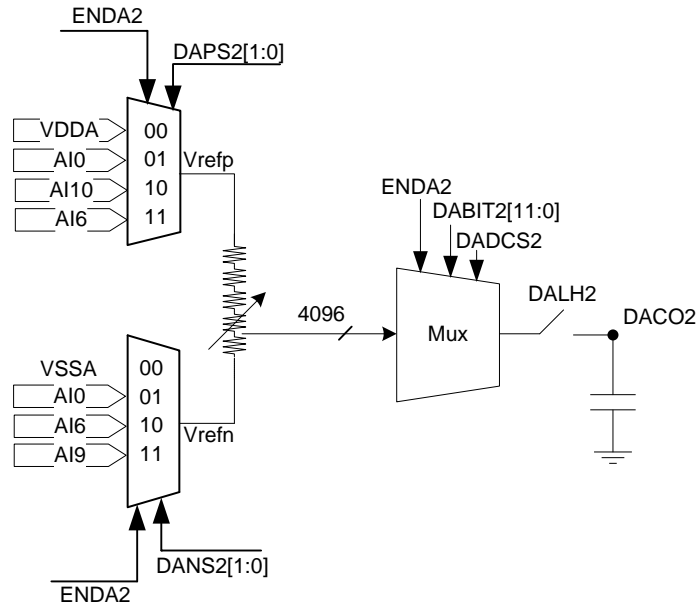 ENDA2
DAPS2[1:0]
VDDA 00
AI0 01 Vrefp
AI10 10
AI6 11
ENDA2
DABIT2[11:0]
DADCS2
4096 Mux DALH2 DACO2
VSSA 00
AI0 01
AI6 10 Vrefn
AI9 11
DANS2[1:0]
ENDA2